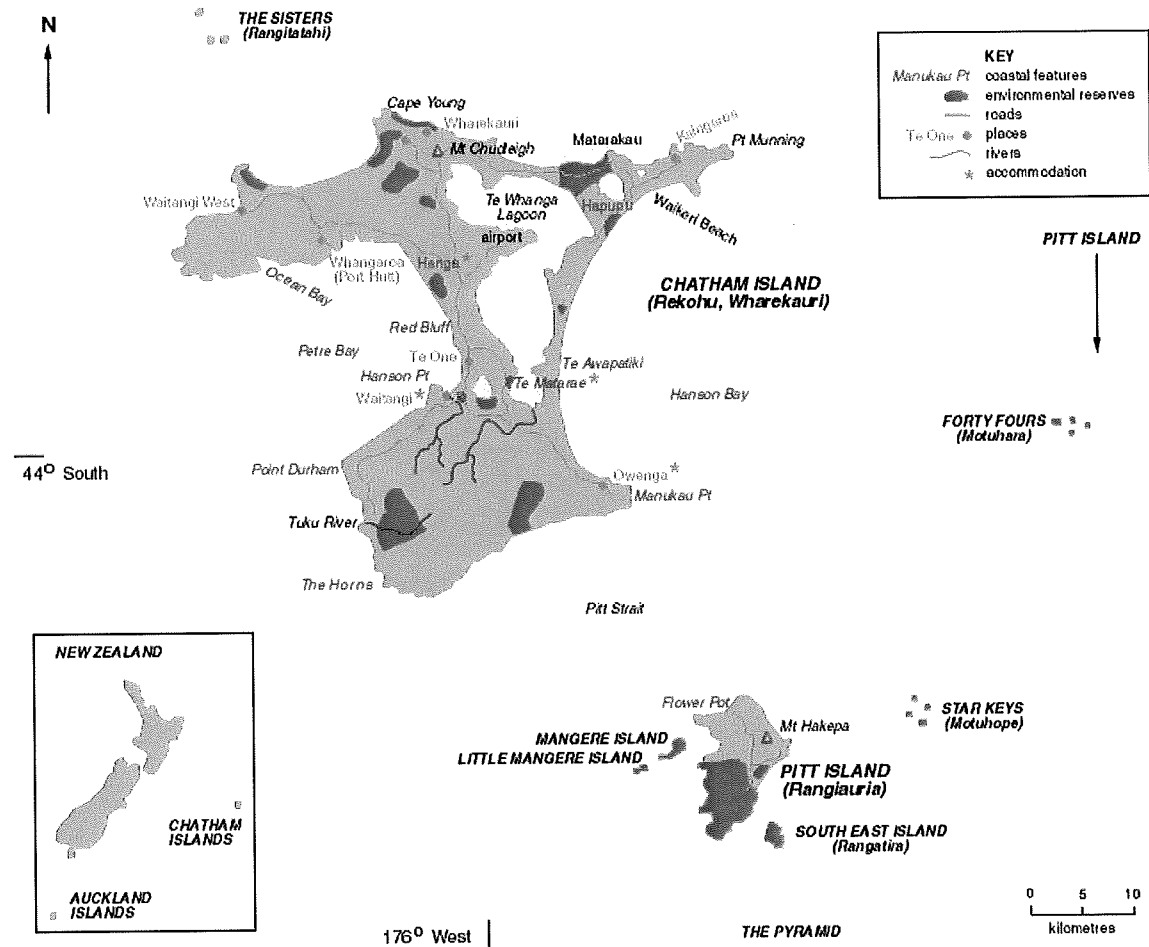 N
THE SISTERS
(Rangitatahi)
KEY
Manukau Pt coastal features
environmental reserves
roads
Te One places
rivers
accommodation
Cape Young
Wharekauri
Mt Chudleigh
Matarakau
Kaingaroa
Pt Munning
Waitangi West
Te Whanga
Lagoon
Hapupu
Waikeri Beach
airport
PITT ISLAND
Whangaroa
(Port Hutt)
Henga
Ocean Bay
CHATHAM ISLAND
(Rekohu, Wharekauri)
Red Bluff
Petre Bay
Te One
Te Awapatiki
Hanson Pt
Te Matarae
Waitangi
Hanson Bay
FORTY FOURS
(Motuhara)
44° South
Point Durham
Owenga
Manukau Pt
Tuku River
The Horns
Pitt Strait
NEW ZEALAND
CHATHAM
ISLANDS
AUCKLAND
ISLANDS
Flower Pot
Mt Hakepa
STAR KEYS
(Motuhope)
MANGERE ISLAND
LITTLE MANGERE ISLAND
PITT ISLAND
(Rangiauria)
SOUTH EAST ISLAND
(Rangatira)
0 5 10
kilometres
176° West
THE PYRAMID